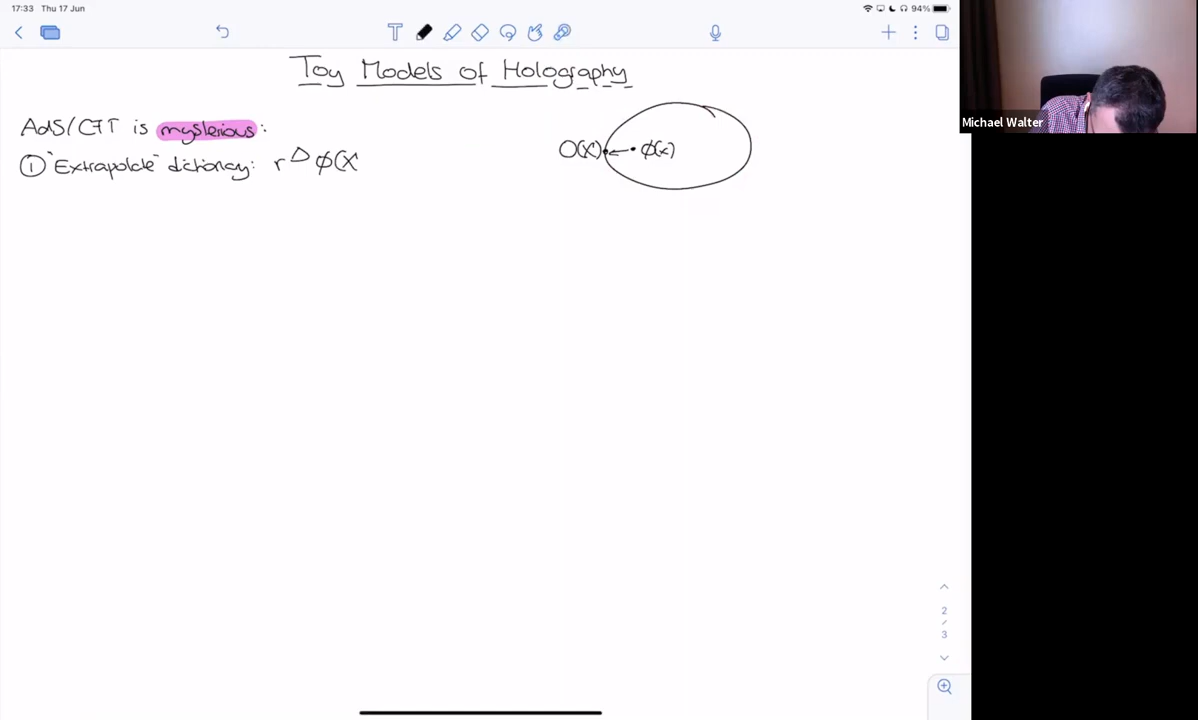 17:33 Thu 17 Jun
94%
Toy Models of Holography
AdS/CFT is mysterious:
① "Extrapolate" dictionary: r^Δ ϕ(X
O(X) ← • ϕ(x)
Michael Walter
2
/
3